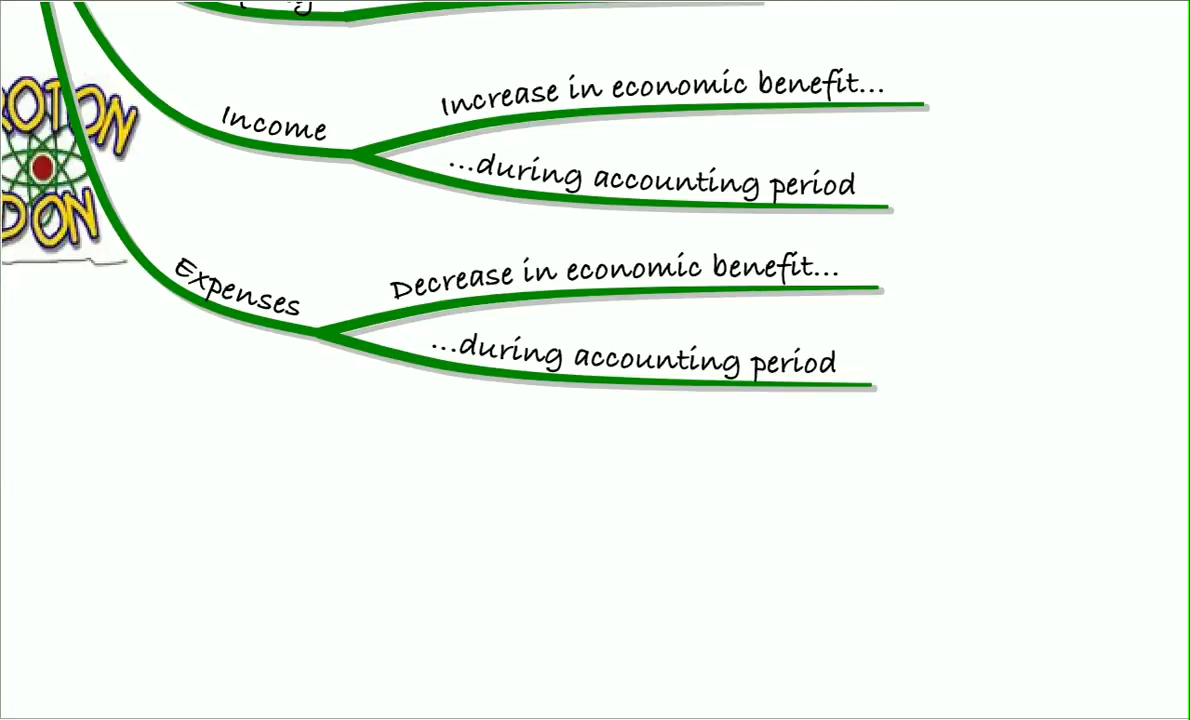 Income
Increase in economic benefit...
...during accounting period
Expenses
Decrease in economic benefit...
...during accounting period